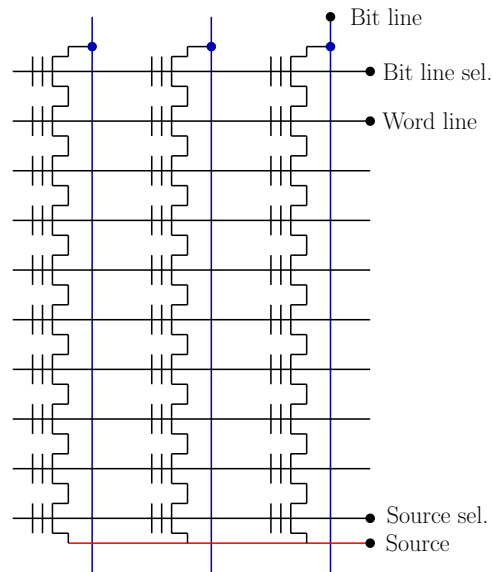 Bit line
Bit line sel.
Word line
Source sel.
Source